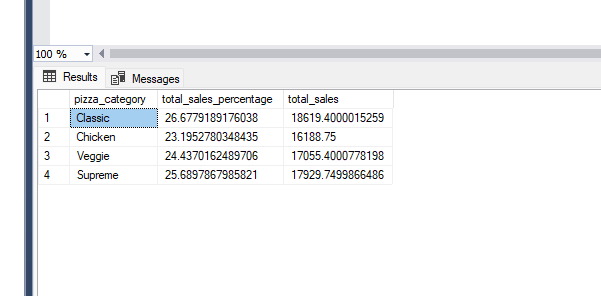 100 %
Results Messages
pizza_category total_sales_percentage total_sales
1 Classic 26.6779189176038 18619.4000015259
2 Chicken 23.1952780348435 16188.75
3 Veggie 24.4370162489706 17055.4000778198
4 Supreme 25.6897867985821 17929.7499866486